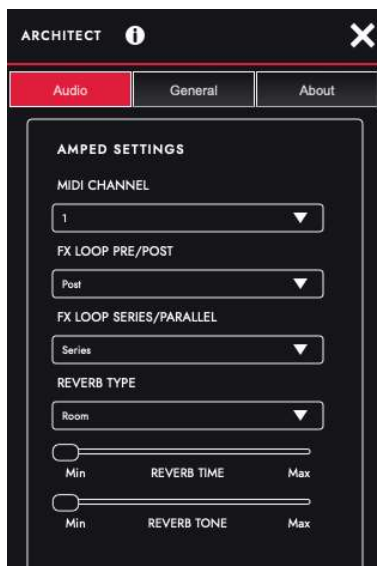 ARCHITECT i
Audio General About
AMPED SETTINGS
MIDI CHANNEL
1
FX LOOP PRE/POST
Post
FX LOOP SERIES/PARALLEL
Series
REVERB TYPE
Room
Min REVERB TIME Max
Min REVERB TONE Max